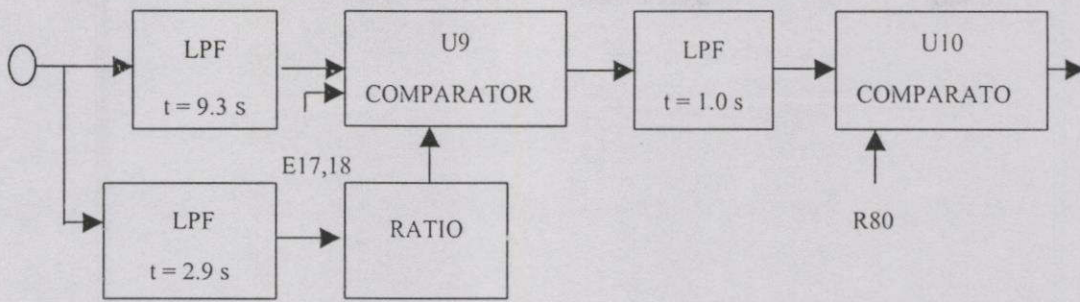 LPF
t = 9.3 s
U9
COMPARATOR
LPF
t = 1.0 s
U10
COMPARATO
E17,18
LPF
t = 2.9 s
RATIO
R80